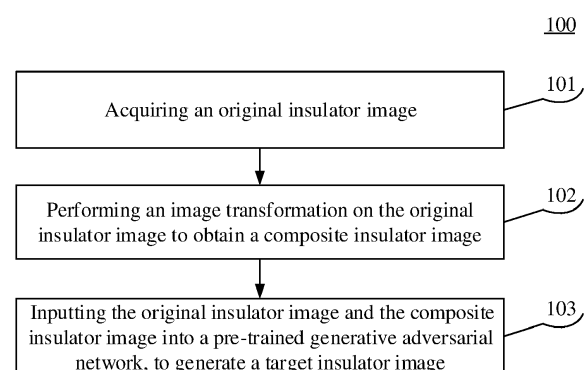 100
Acquiring an original insulator image
101
Performing an image transformation on the original
insulator image to obtain a composite insulator image
102
Inputting the original insulator image and the composite
insulator image into a pre-trained generative adversarial
network, to generate a target insulator image
103